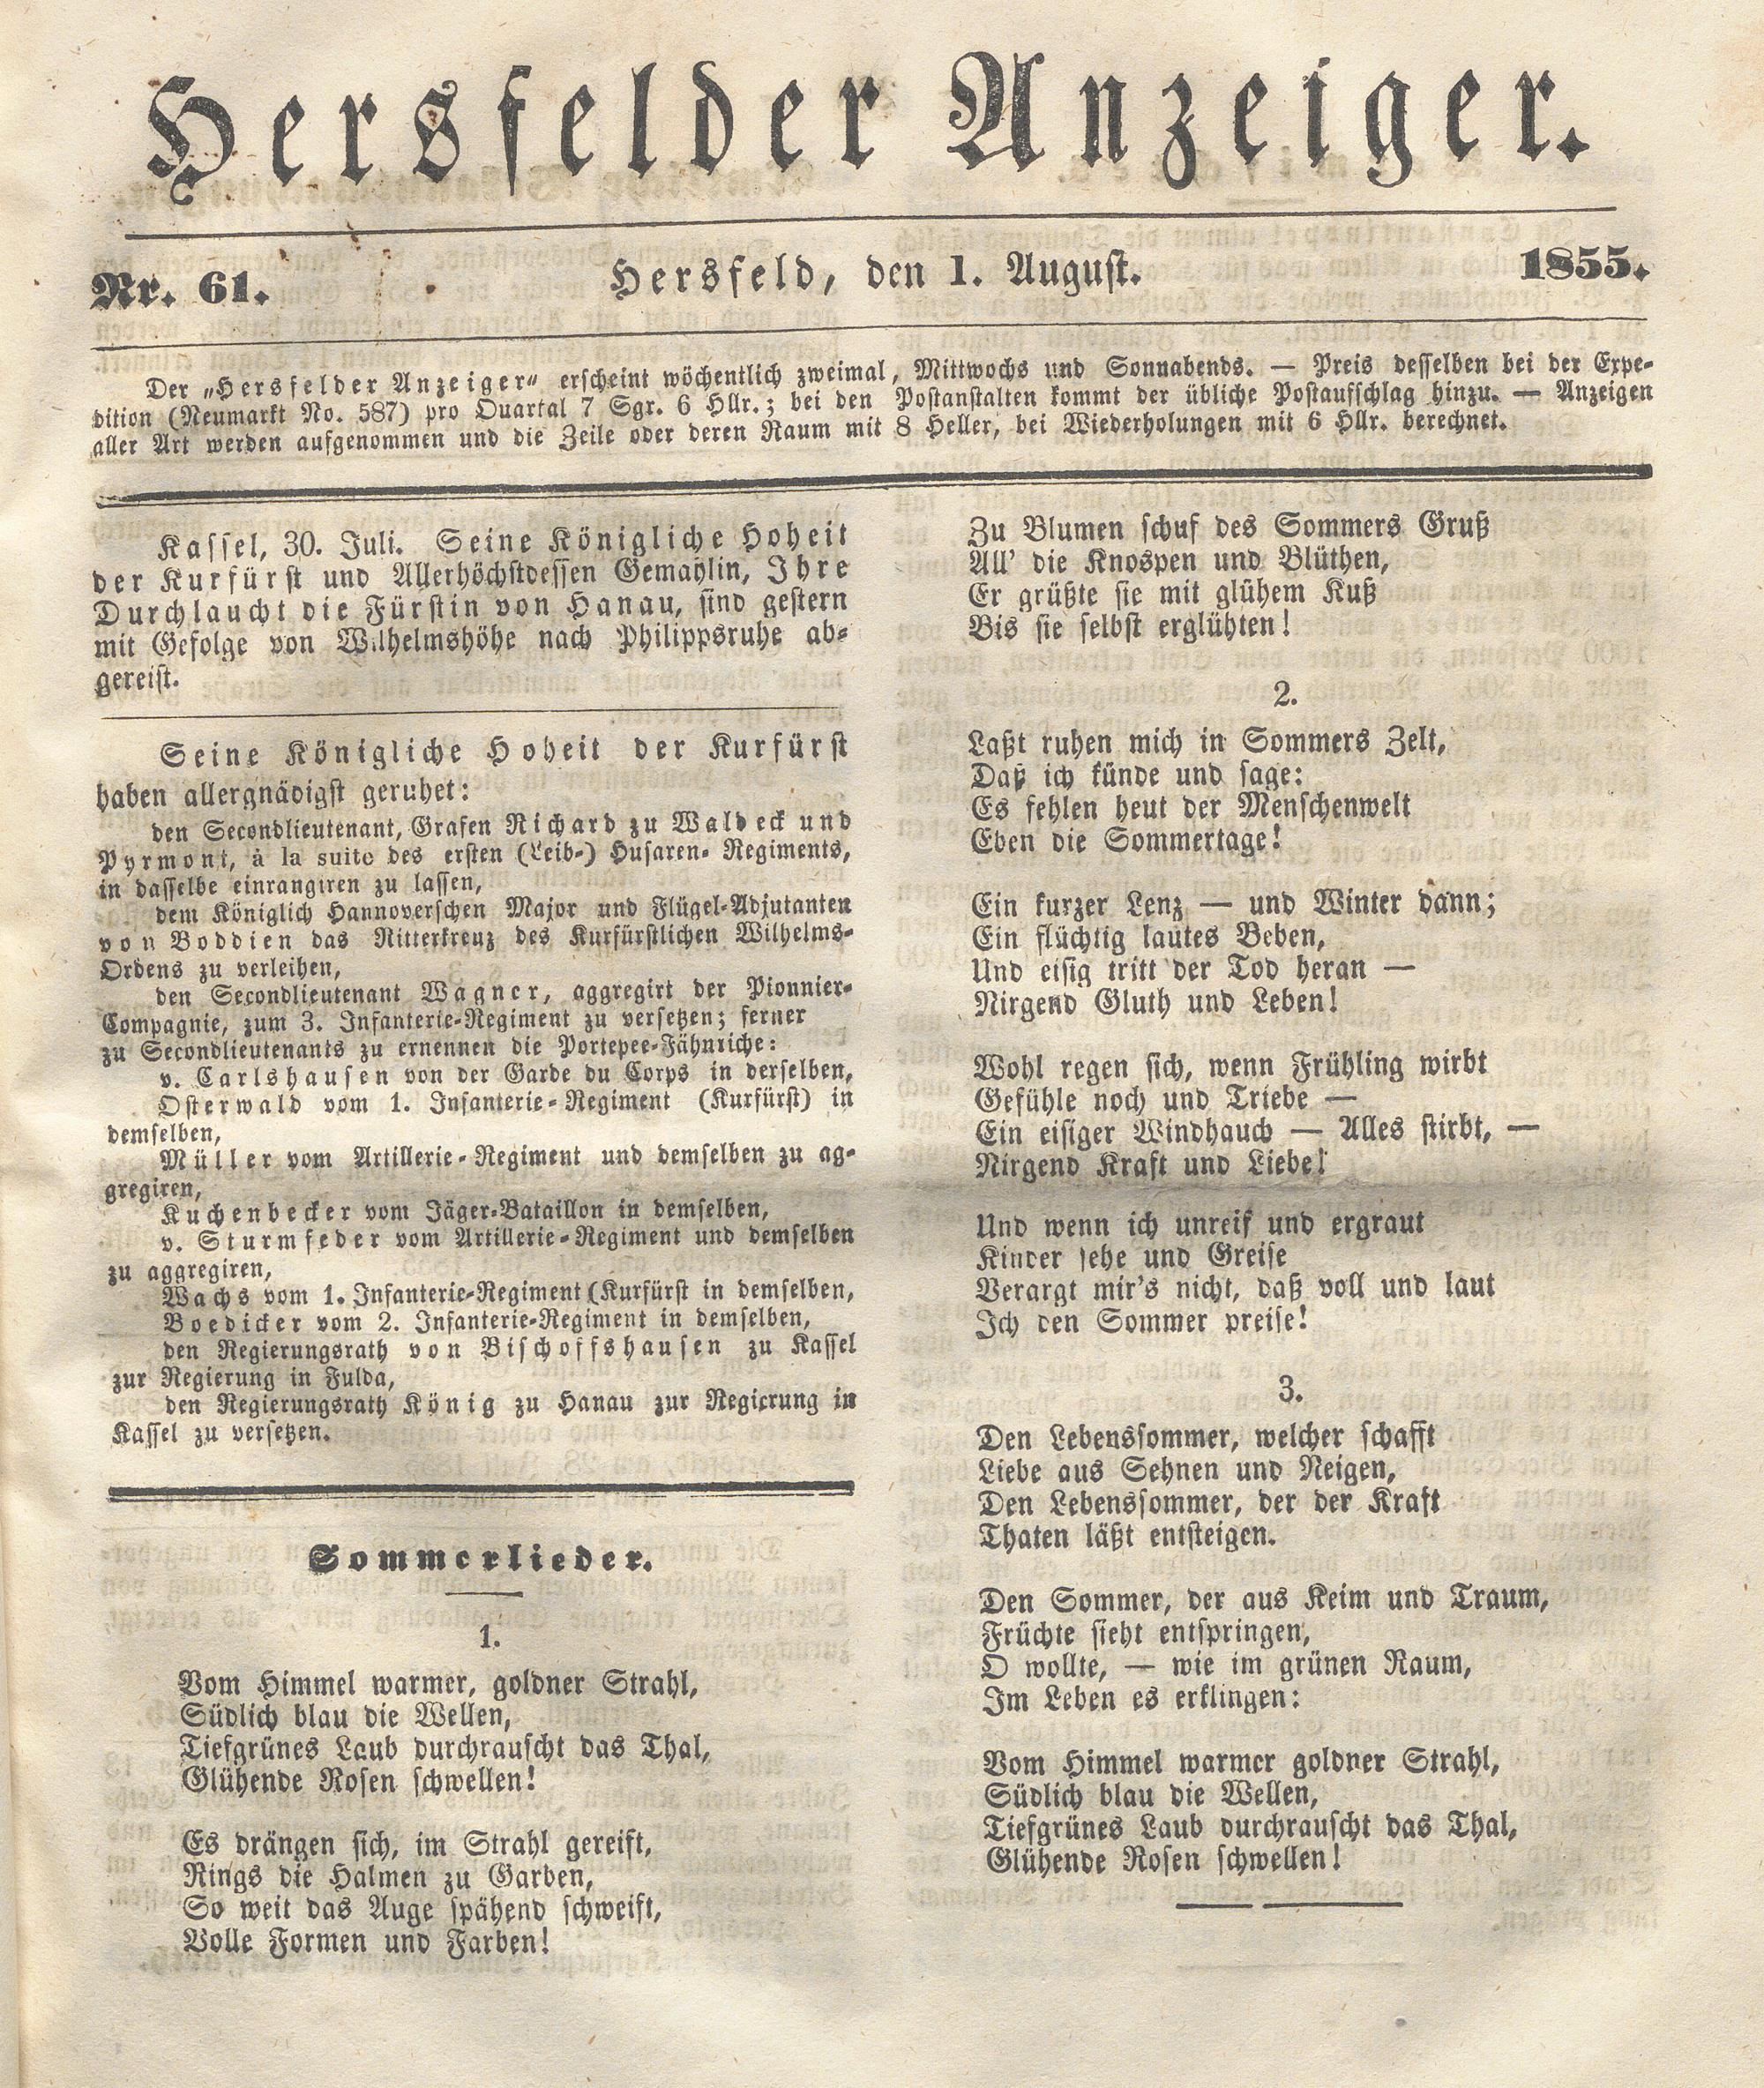 Hersfelder Anzeiger.
Nr. 61. Hersfeld, den 1. August. 1855.
Der „Hersfelder Anzeiger“ erscheint wöchentlich zweimal, Mittwochs und Sonnabends. — Preis desselben bei der Expe-
dition (Neumarkt No. 587) pro Quartal 7 Sgr. 6 Hllr.; bei den Postanstalten kommt der übliche Postaufschlag hinzu. — Anzeigen
aller Art werden aufgenommen und die Zeile oder deren Raum mit 8 Heller, bei Wiederholungen mit 6 Hllr. berechnet.
Kassel, 30. Juli. Seine Königliche Hoheit
der Kurfürst und Allerhöchstdessen Gemahlin, Ihre
Durchlaucht die Fürstin von Hanau, sind gestern
mit Gefolge von Wilhelmshöhe nach Philippsruhe ab-
gereist.
Seine Königliche Hoheit der Kurfürst
haben allergnädigst geruhet:
den Secondlieutenant, Grafen Richard zu Waldeck und
Pyrmont, à la suite des ersten (Leib-) Husaren-Regiments,
in dasselbe einrangiren zu lassen,
dem Königlich Hannoverschen Major und Flügel-Adjutanten
von Boddien das Ritterkreuz des Kurfürstlichen Wilhelms-
Ordens zu verleihen,
den Secondlieutenant Wagner, aggregirt der Pionnier-
Compagnie, zum 3. Infanterie-Regiment zu versetzen; ferner
zu Secondlieutenants zu ernennen die Portepee-Fähnriche:
v. Carlshausen von der Garde du Corps in derselben,
Osterwald vom 1. Infanterie-Regiment (Kurfürst) in
demselben,
Müller vom Artillerie-Regiment und demselben zu ag-
gregiren,
Kuchenbecker vom Jäger-Bataillon in demselben,
v. Sturmfeder vom Artillerie-Regiment und demselben
zu aggregiren,
Wachs vom 1. Infanterie-Regiment (Kurfürst in demselben,
Boedicker vom 2. Infanterie-Regiment in demselben,
den Regierungsrath von Bischoffshausen zu Kassel
zur Regierung in Fulda,
den Regierungsrath König zu Hanau zur Regierung in
Kassel zu versetzen.
Sommerlieder.
1.
Vom Himmel warmer, goldner Strahl,
Südlich blau die Wellen,
Tiefgrünes Laub durchrauscht das Thal,
Glühende Rosen schwellen!
Es drängen sich, im Strahl gereift,
Rings die Halmen zu Garben,
So weit das Auge spähend schweift,
Volle Formen und Farben!
Zu Blumen schuf des Sommers Gruß
All' die Knospen und Blüthen,
Er grüßte sie mit glühem Kuß
Bis sie selbst erglühten!
2.
Laßt ruhen mich in Sommers Zelt,
Daß ich künde und sage:
Es fehlen heut der Menschenwelt
Eben die Sommertage!
Ein kurzer Lenz — und Winter dann;
Ein flüchtig lautes Beben,
Und eisig tritt der Tod heran —
Nirgend Gluth und Leben!
Wohl regen sich, wenn Frühling wirbt
Gefühle noch und Triebe —
Ein eisiger Windhauch — Alles stirbt, —
Nirgend Kraft und Liebe!
Und wenn ich unreif und ergraut
Kinder sehe und Greise
Verargt mir's nicht, daß voll und laut
Ich den Sommer preise!
3.
Den Lebenssommer, welcher schafft
Liebe aus Sehnen und Neigen,
Den Lebenssommer, der der Kraft
Thaten läßt entsteigen.
Den Sommer, der aus Keim und Traum,
Früchte sieht entspringen,
O wollte, — wie im grünen Raum,
Im Leben es erklingen:
Vom Himmel warmer goldner Strahl,
Südlich blau die Wellen,
Tiefgrünes Laub durchrauscht das Thal,
Glühende Rosen schwellen!